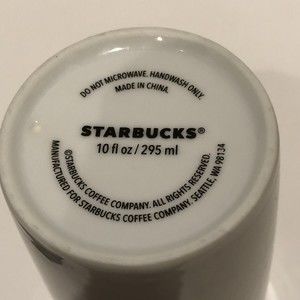 DO NOT MICROWAVE. HANDWASH ONLY.
MADE IN CHINA
STARBUCKS®
10 fl oz / 295 ml
©STARBUCKS COFFEE COMPANY. ALL RIGHTS RESERVED.
MANUFACTURED FOR STARBUCKS COFFEE COMPANY. SEATTLE, WA 98134